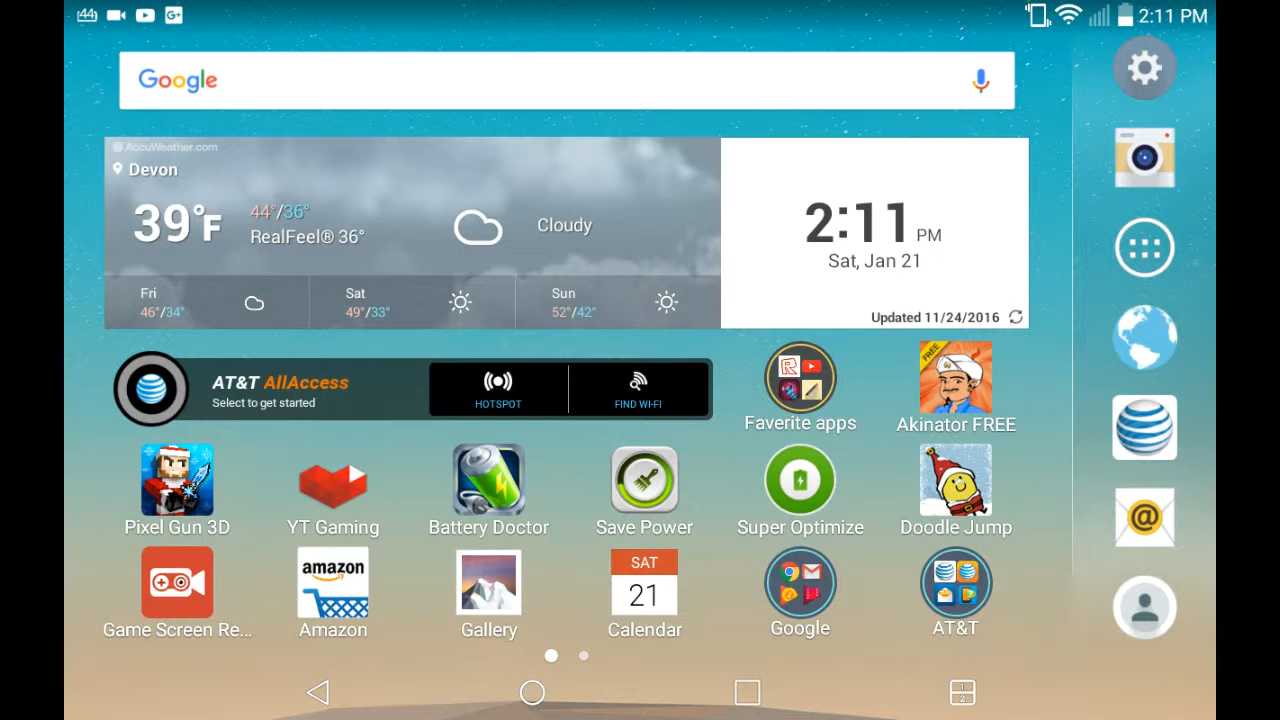 44
G+
2:11 PM
Google
AccuWeather.com
Devon
39°F
44°/36°
RealFeel® 36°
Cloudy
2:11 PM
Sat, Jan 21
Fri
46°/34°
Sat
49°/33°
Sun
52°/42°
Updated 11/24/2016
AT&T AllAccess
Select to get started
HOTSPOT
FIND WI-FI
FREE
Faverite apps
Akinator FREE
Pixel Gun 3D
YT Gaming
Battery Doctor
Save Power
Super Optimize
Doodle Jump
amazon
SAT
21
Game Screen Re...
Amazon
Gallery
Calendar
Google
AT&T
@
1
2